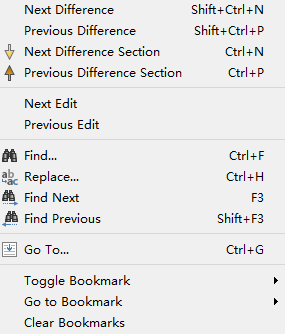 Next Difference Shift+Ctrl+N
Previous Difference Shift+Ctrl+P
Next Difference Section Ctrl+N
Previous Difference Section Ctrl+P
Next Edit
Previous Edit
Find... Ctrl+F
Replace... Ctrl+H
Find Next F3
Find Previous Shift+F3
Go To... Ctrl+G
Toggle Bookmark
Go to Bookmark
Clear Bookmarks